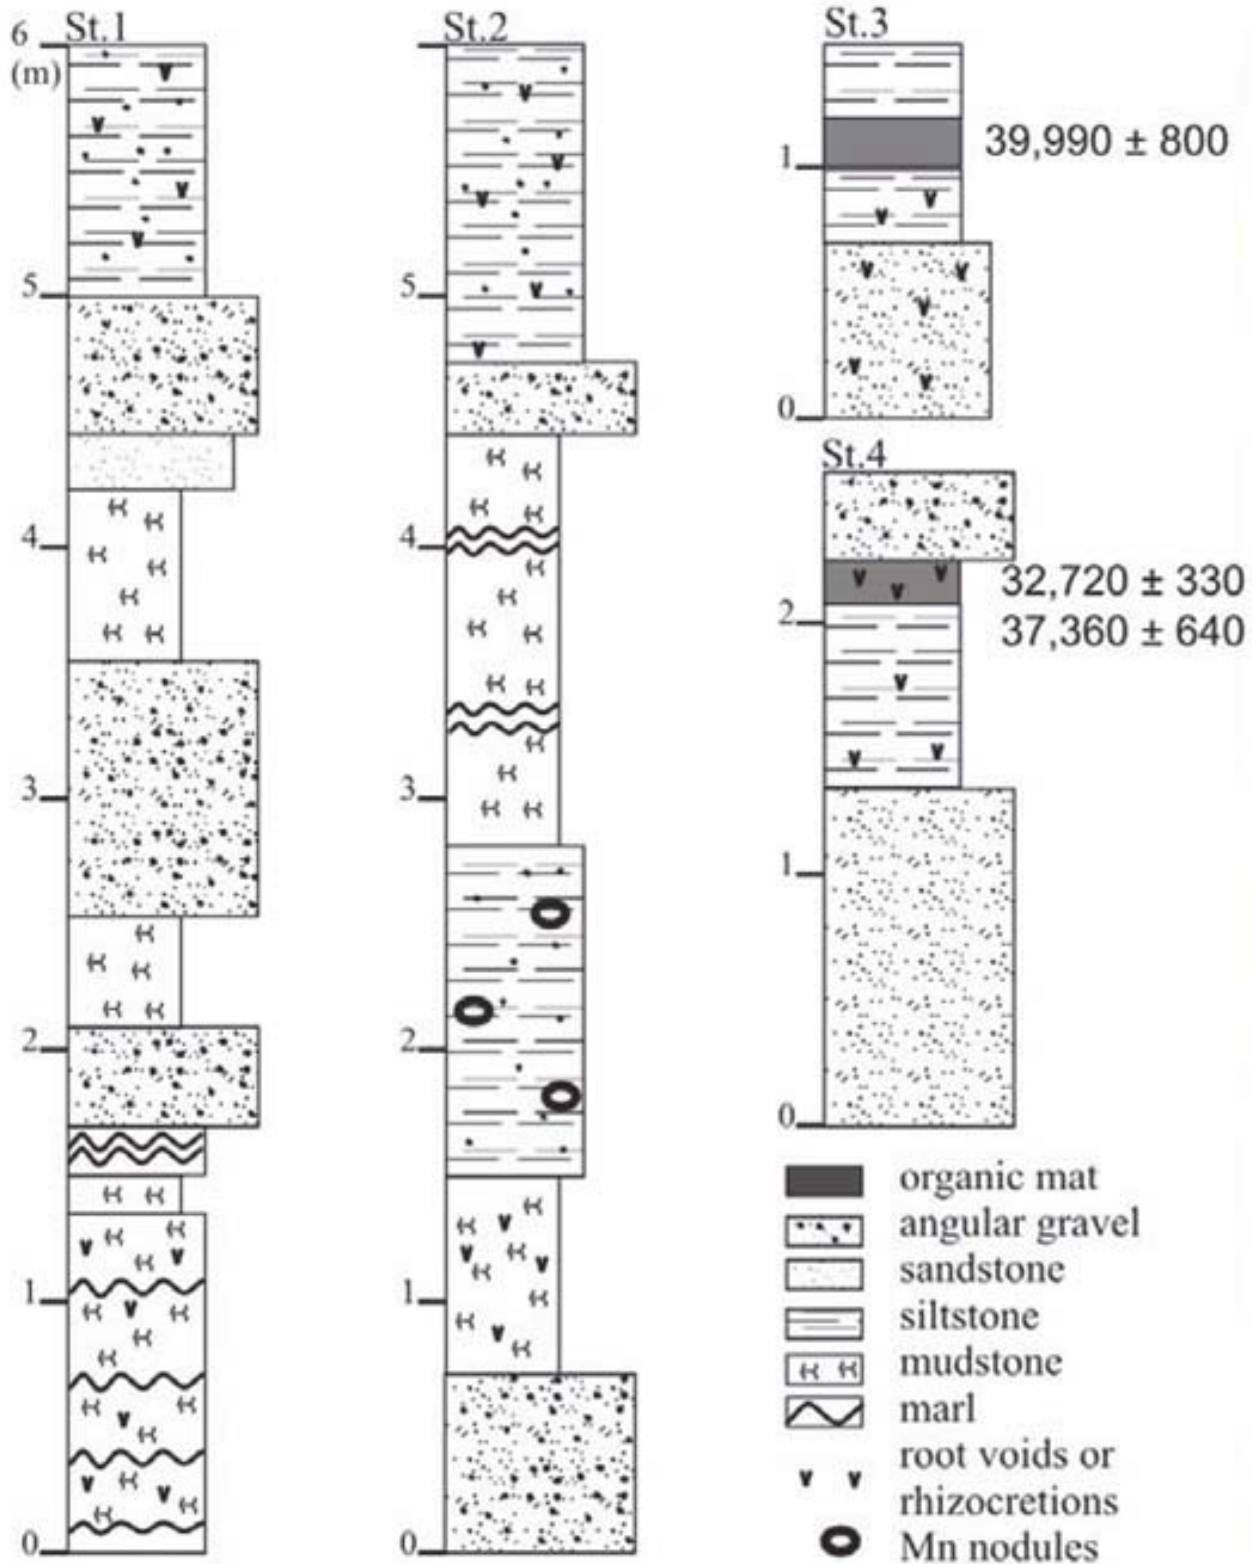 St.1
6
(m)
5
4
3
2
1
0
St.2
5
4
3
2
1
0
St.3
39,990 ± 800
1
0
St.4
32,720 ± 330
2
37,360 ± 640
1
0
organic mat
angular gravel
sandstone
siltstone
mudstone
marl
root voids or
rhizocretions
Mn nodules